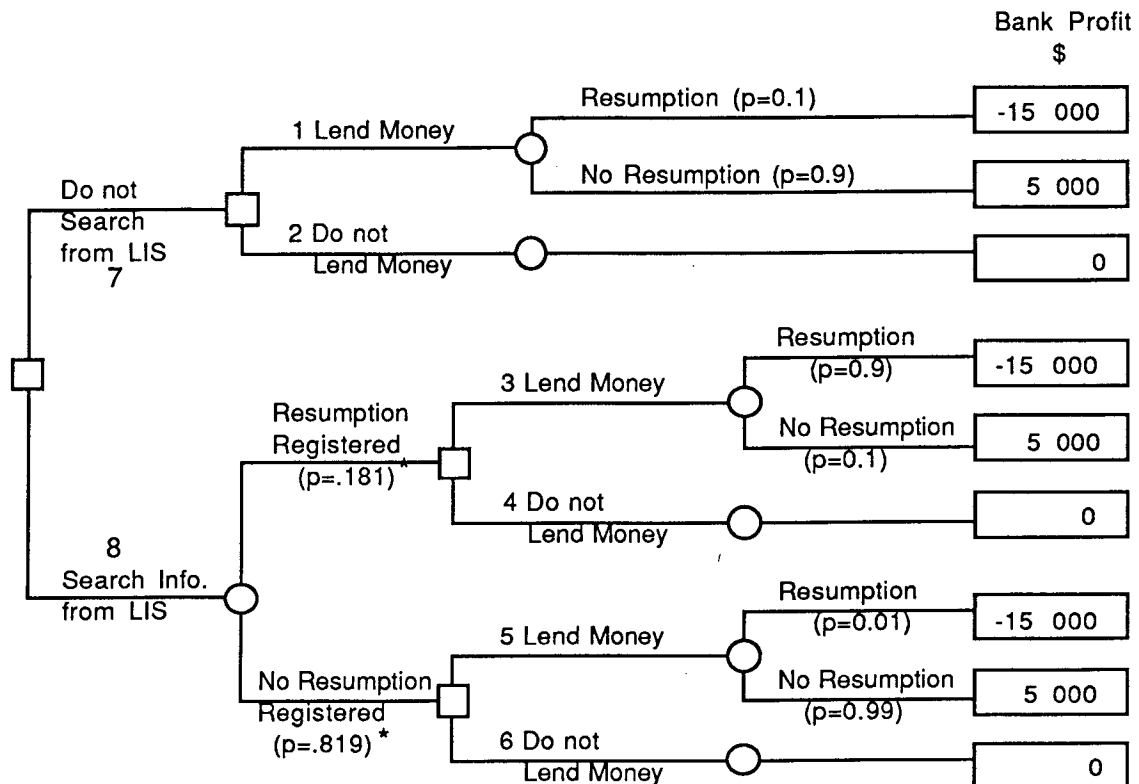 Bank Profit
$
Resumption (p=0.1)
-15 000
1 Lend Money
No Resumption (p=0.9)
5 000
Do not
Search
from LIS
7
2 Do not
Lend Money
0
Resumption
(p=0.9)
-15 000
3 Lend Money
Resumption
Registered
(p=.181)*
No Resumption
(p=0.1)
5 000
4 Do not
Lend Money
0
8
Search Info.
from LIS
Resumption
(p=0.01)
-15 000
5 Lend Money
No Resumption
Registered
(p=.819)*
No Resumption
(p=0.99)
5 000
6 Do not
Lend Money
0